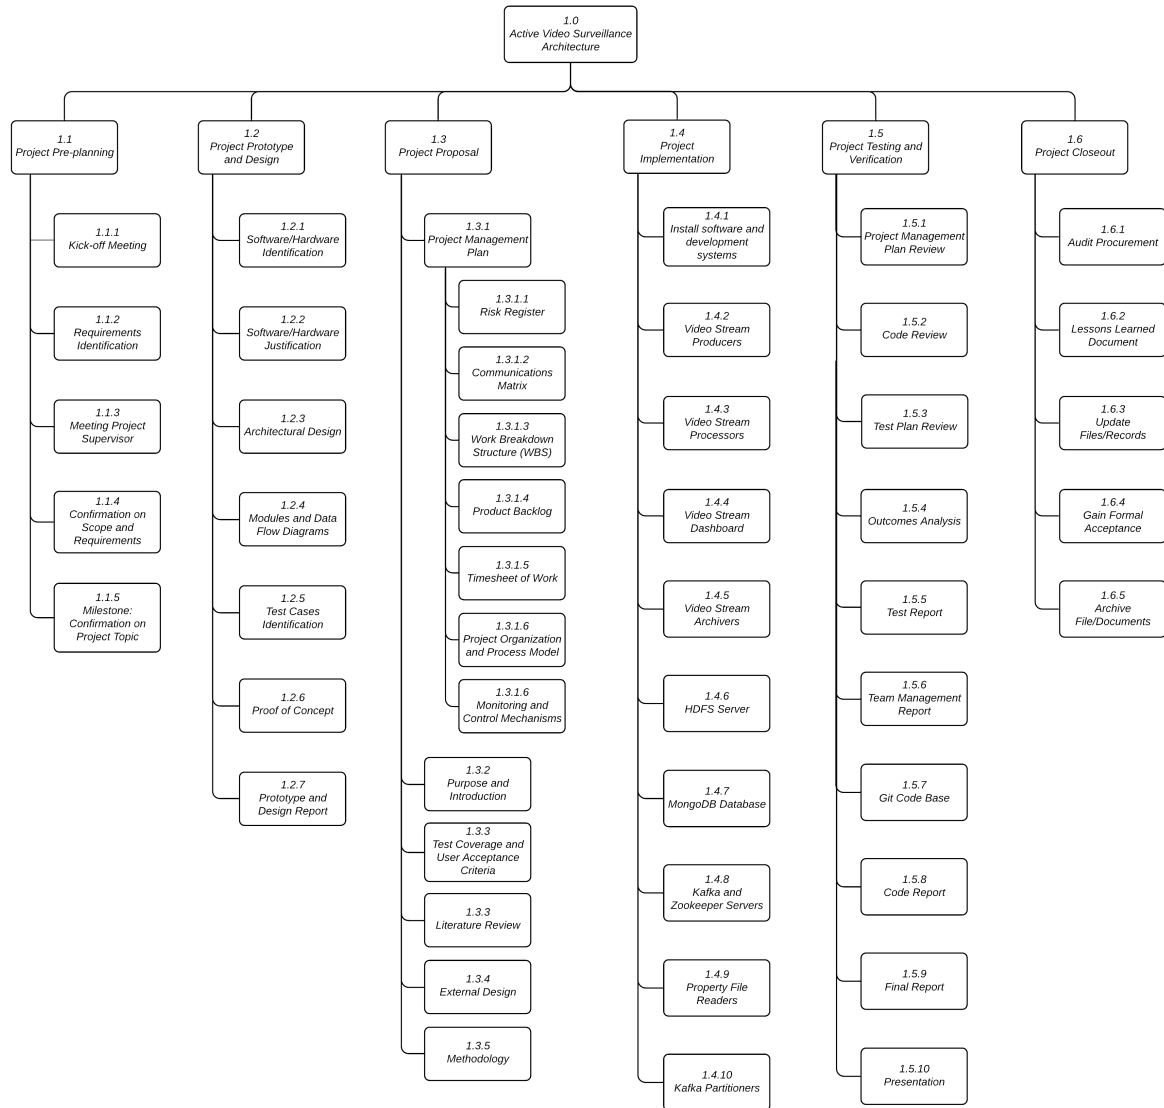 1.0
Active Video Surveillance
Architecture
1.1
Project Pre-planning
1.1.1
Kick-off Meeting
1.1.2
Requirements
Identification
1.1.3
Meeting Project
Supervisor
1.1.4
Confirmation on
Scope and
Requirements
1.1.5
Milestone:
Confirmation on
Project Topic
1.2
Project Prototype
and Design
1.2.1
Software/Hardware
Identification
1.2.2
Software/Hardware
Justification
1.2.3
Architectural Design
1.2.4
Modules and Data
Flow Diagrams
1.2.5
Test Cases
Identification
1.2.6
Proof of Concept
1.2.7
Prototype and
Design Report
1.3
Project Proposal
1.3.1
Project Management
Plan
1.3.1.1
Risk Register
1.3.1.2
Communications
Matrix
1.3.1.3
Work Breakdown
Structure (WBS)
1.3.1.4
Product Backlog
1.3.1.5
Timesheet of Work
1.3.1.6
Project Organization
and Process Model
1.3.1.6
Monitoring and
Control Mechanisms
1.3.2
Purpose and
Introduction
1.3.3
Test Coverage and
User Acceptance
Criteria
1.3.3
Literature Review
1.3.4
External Design
1.3.5
Methodology
1.4
Project
Implementation
1.4.1
Install software and
development
systems
1.4.2
Video Stream
Producers
1.4.3
Video Stream
Processors
1.4.4
Video Stream
Dashboard
1.4.5
Video Stream
Archivers
1.4.6
HDFS Server
1.4.7
MongoDB Database
1.4.8
Kafka and
Zookeeper Servers
1.4.9
Property File
Readers
1.4.10
Kafka Partitioners
1.5
Project Testing and
Verification
1.5.1
Project Management
Plan Review
1.5.2
Code Review
1.5.3
Test Plan Review
1.5.4
Outcomes Analysis
1.5.5
Test Report
1.5.6
Team Management
Report
1.5.7
Git Code Base
1.5.8
Code Report
1.5.9
Final Report
1.5.10
Presentation
1.6
Project Closeout
1.6.1
Audit Procurement
1.6.2
Lessons Learned
Document
1.6.3
Update
Files/Records
1.6.4
Gain Formal
Acceptance
1.6.5
Archive
File/Documents